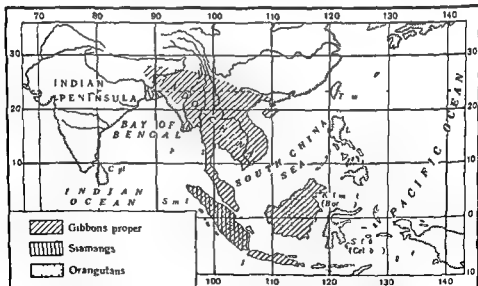 70 80 90 100 110 120 130 140
30
20
10
0
10
30
20
10
0
10
INDIAN
PENINSULA
BAY OF
BENGAL
SOUTH CHINA
SEA
PACIFIC OCEAN
INDIAN
OCEAN
Gibbons proper
Siamangs
Orangutans
100 110 120 130 140